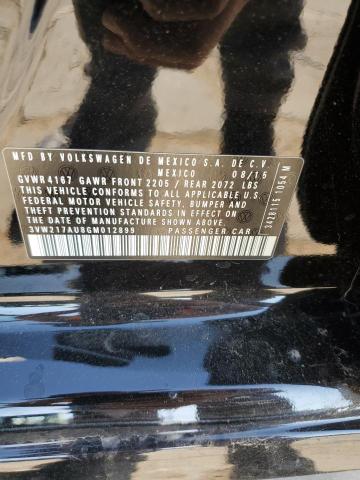 MFD BY VOLKSWAGEN DE MEXICO S.A. DE C.V.
MEXICO 08/15
GVWR 4167 GAWR FRONT 2205 / REAR 2072 LBS
THIS VEHICLE CONFORMS TO ALL APPLICABLE
FEDERAL MOTOR VEHICLE SAFETY, BUMPER, AND
THEFT PREVENTION STANDARDS IN EFFECT ON THE
DATE OF MANUFACTURE SHOWN ABOVE
3VW217AU8GM012899 PASSENGER CAR
3428115 1054 M